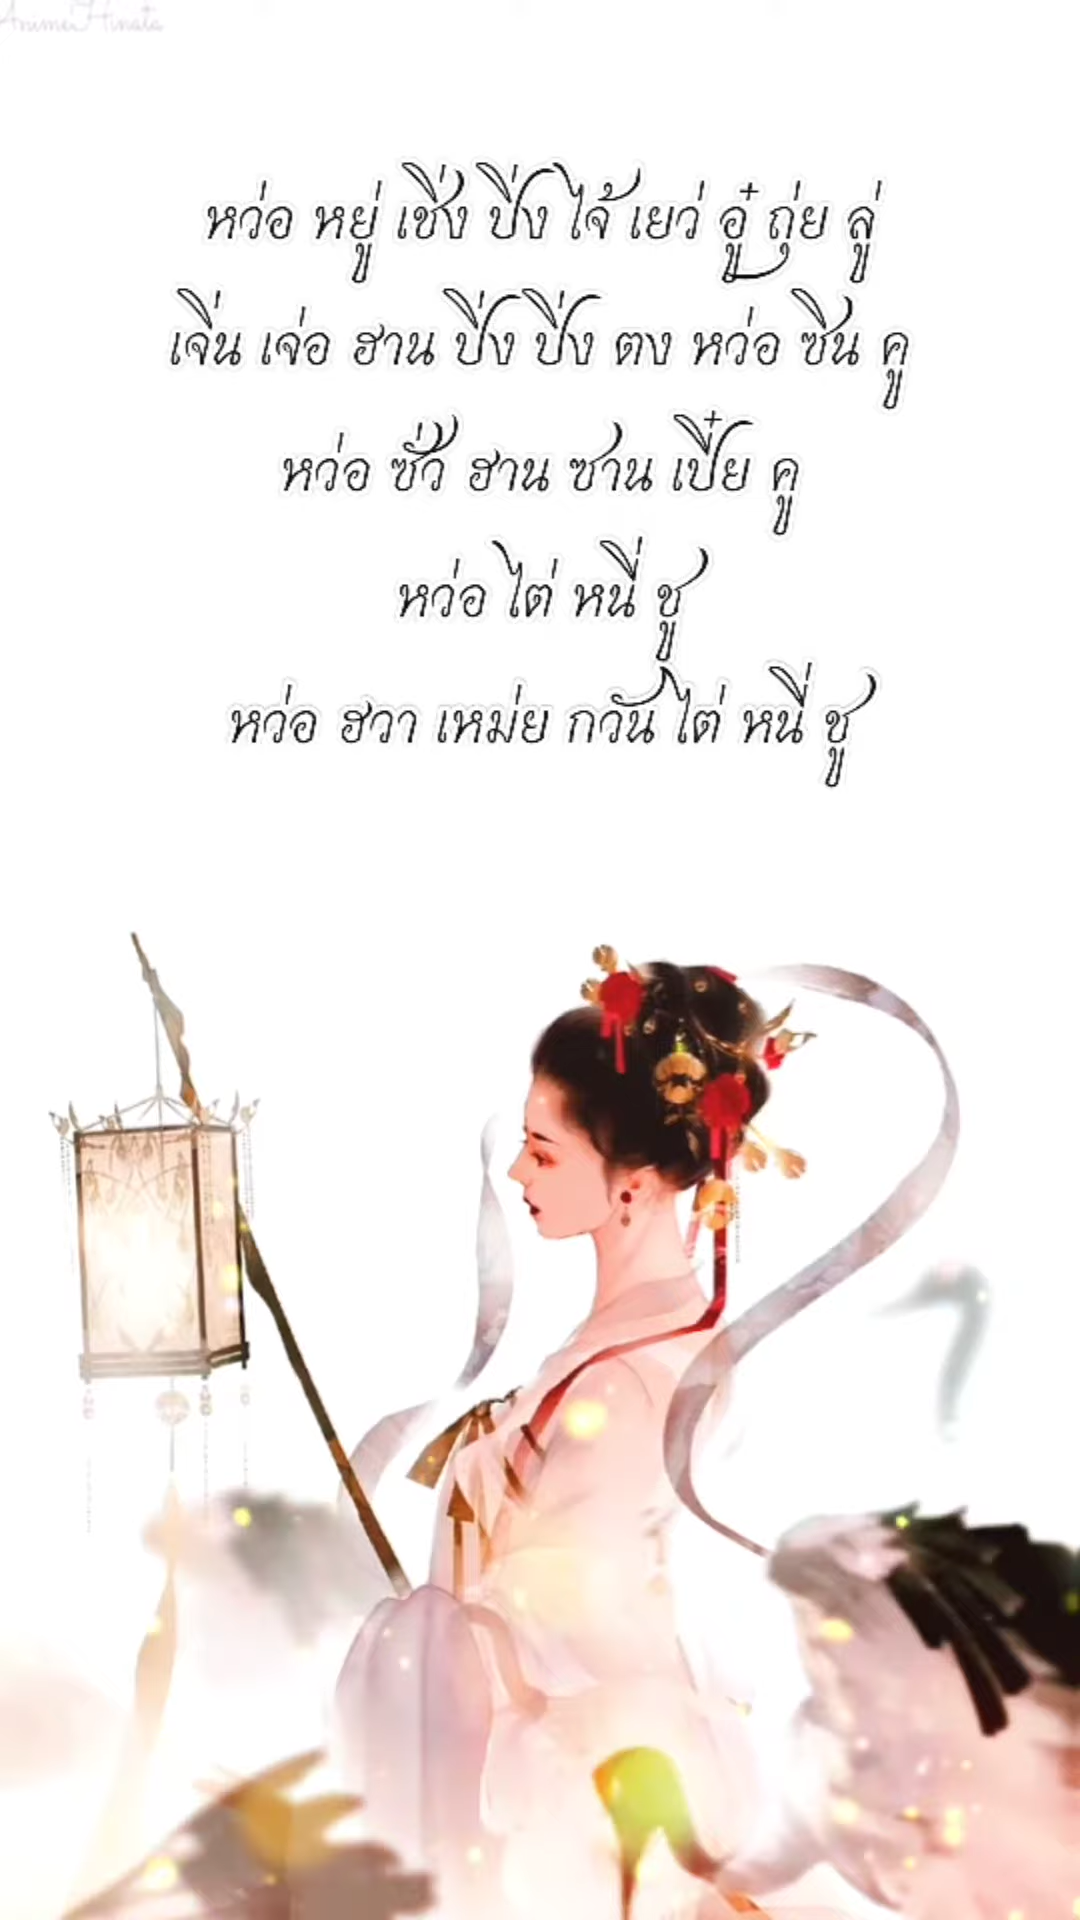 AnimeHinata
หว่อ หยู่ เชิ่ง ปิ่ง ไจ้ เยว่ อู๋ ถุ่ย ลู่
เจิ่น เจ่อ ฮาน ปิ่ง ปิ่ง ตง หว่อ ซิน คู
หว่อ ซั่ว ฮาน ซาน เปี๋ย คู
หว่อ ไต่ หนี่ ชู
หว่อ ฮวา เหม่ย กวัน ไต่ หนี่ ชู